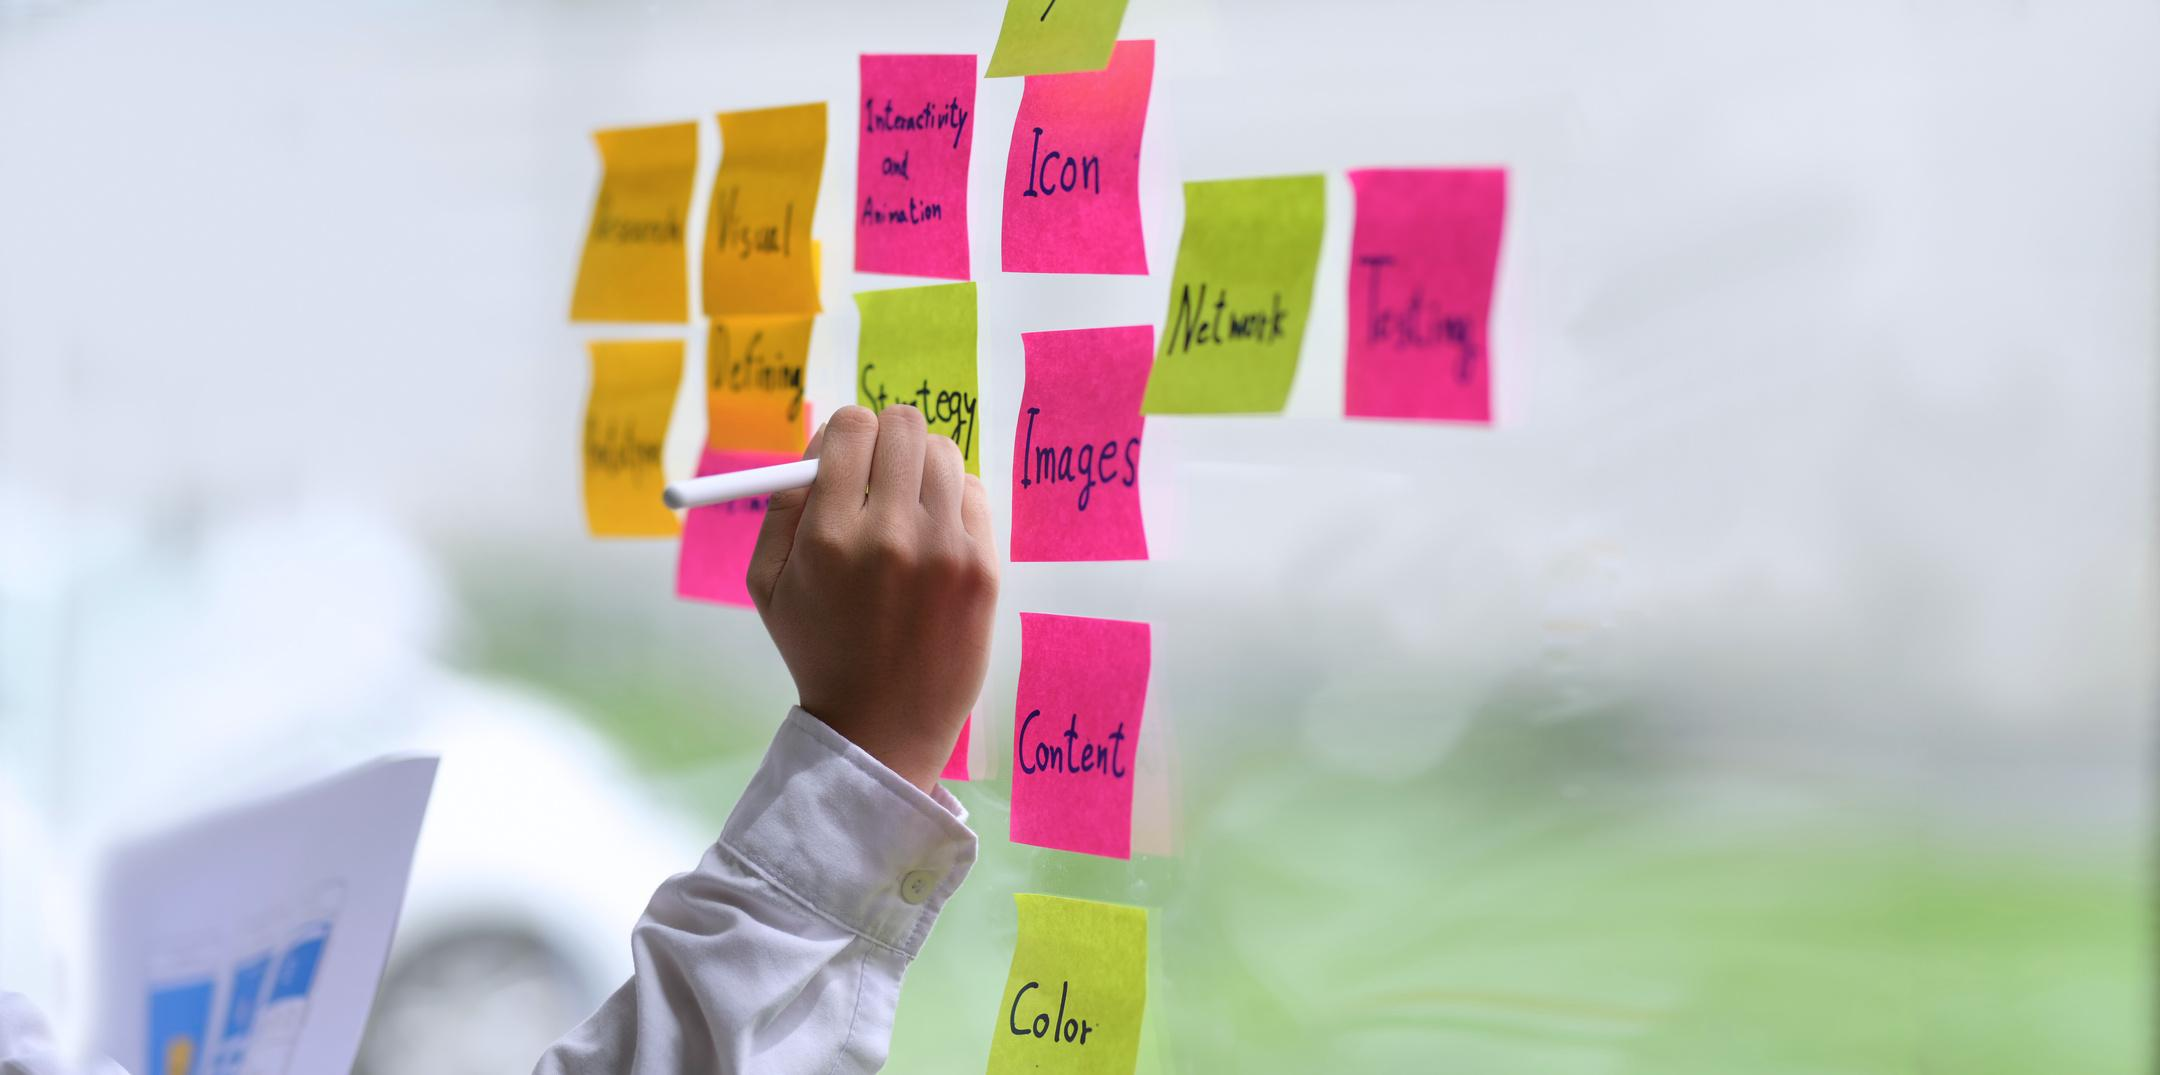 Interactivity
and
Animation
Icon
Visual
Network
Testing
Defining
Strategy
Images
Content
Color